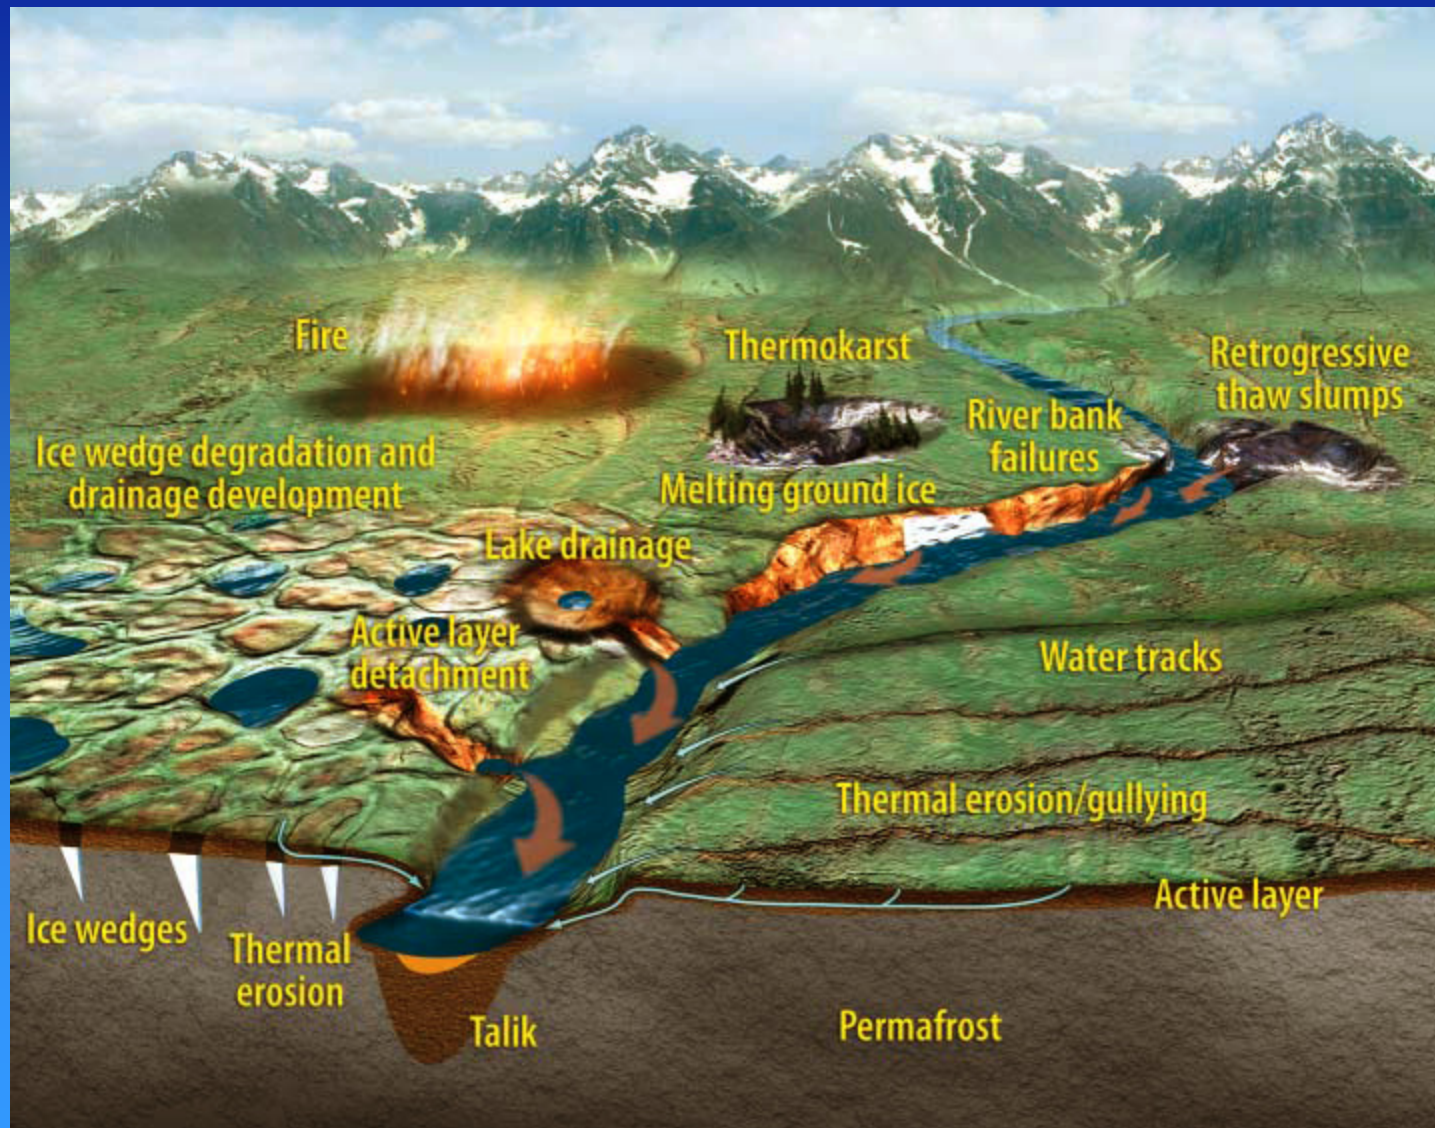 Fire
Thermokarst
Retrogressive
thaw slumps
River bank
failures
Ice wedge degradation and
drainage development
Melting ground ice
Lake drainage
Active layer
detachment
Water tracks
Thermal erosion/gullying
Active layer
Ice wedges
Thermal
erosion
Talik
Permafrost